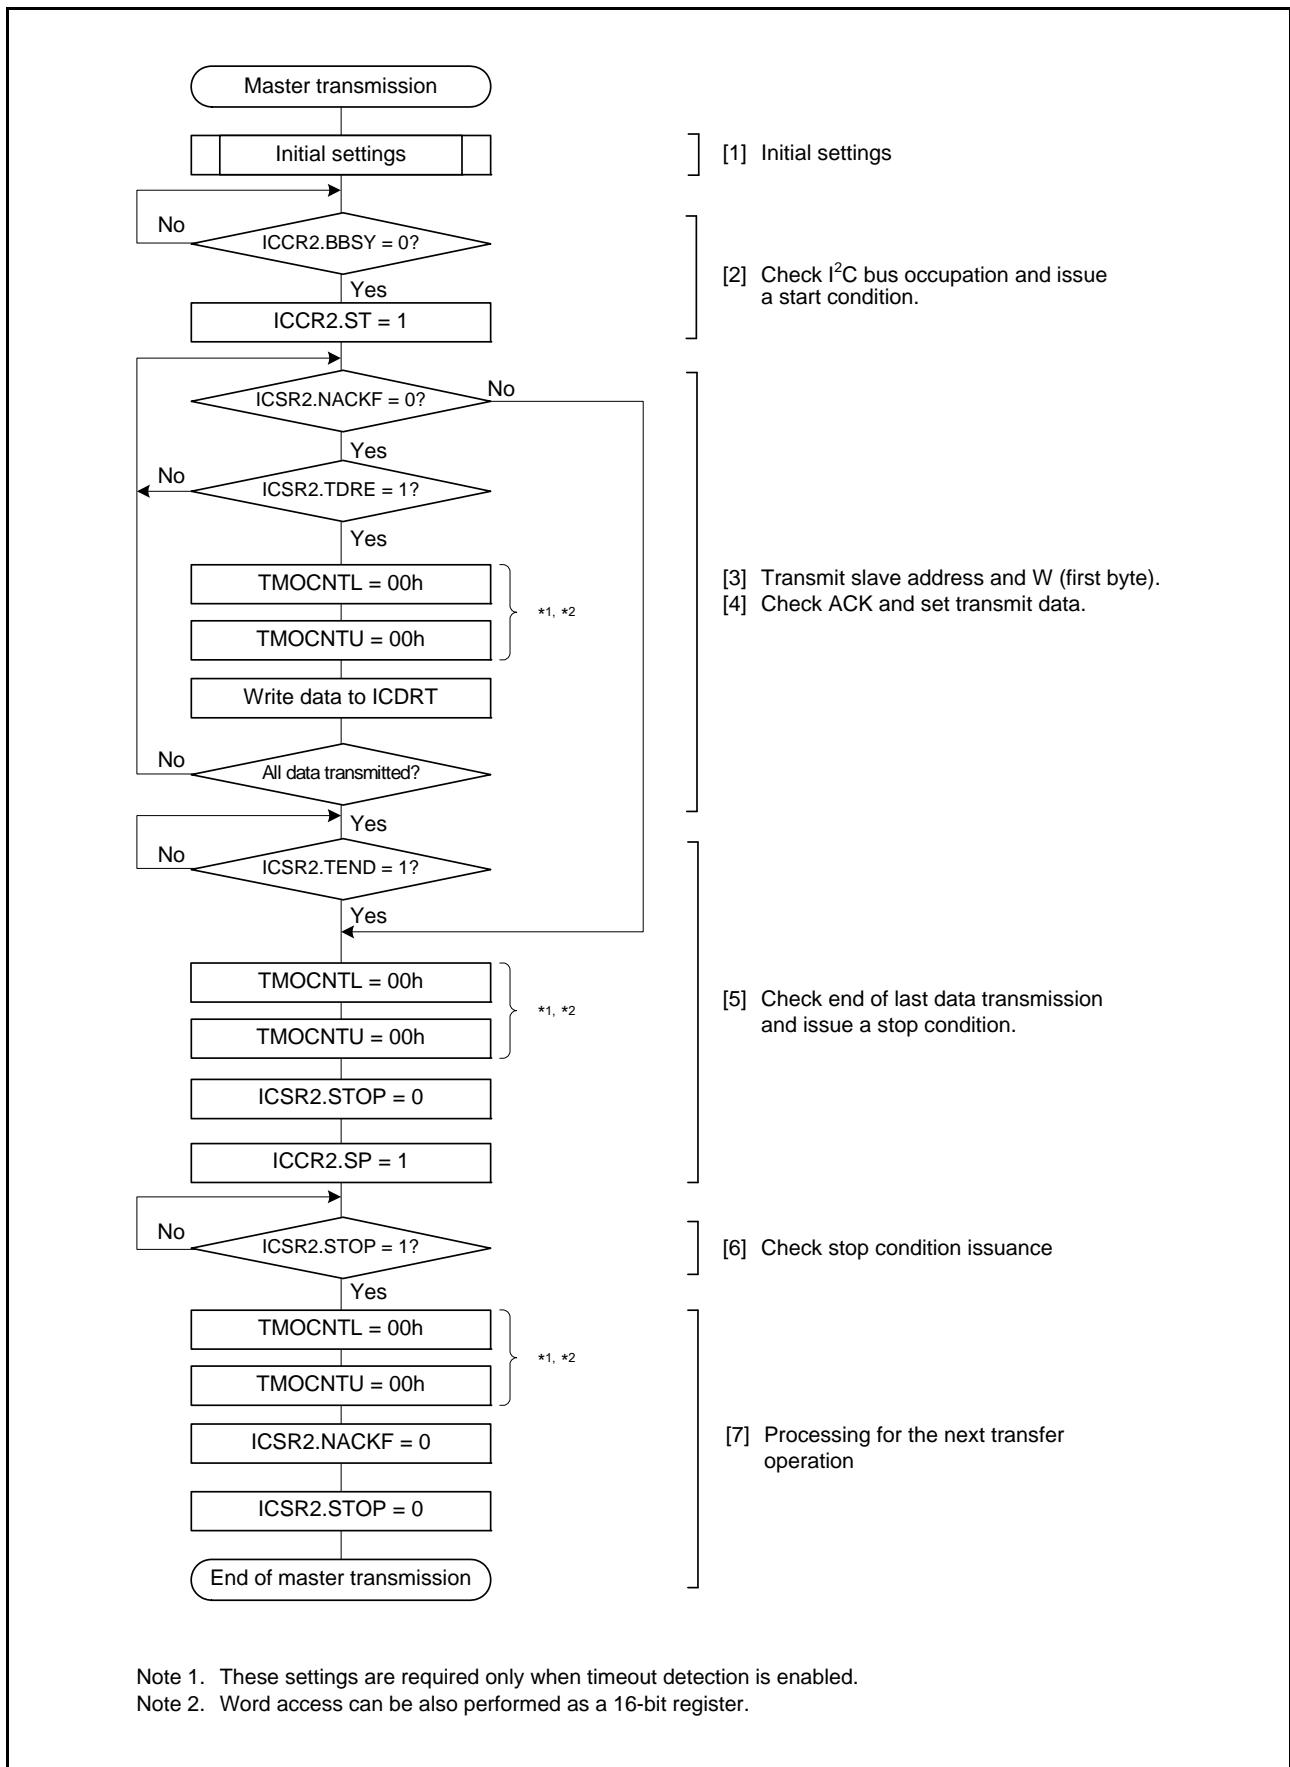 Master transmission
Initial settings
[1] Initial settings
No
ICCR2.BBSY = 0?
Yes
[2] Check I2C bus occupation and issue
a start condition.
ICCR2.ST = 1
ICSR2.NACKF = 0?
No
Yes
No
ICSR2.TDRE = 1?
Yes
TMOCNTL = 00h
*1, *2
TMOCNTU = 00h
[3] Transmit slave address and W (first byte).
[4] Check ACK and set transmit data.
Write data to ICDRT
No
All data transmitted?
Yes
No
ICSR2.TEND = 1?
Yes
TMOCNTL = 00h
*1, *2
TMOCNTU = 00h
[5] Check end of last data transmission
and issue a stop condition.
ICSR2.STOP = 0
ICCR2.SP = 1
No
ICSR2.STOP = 1?
[6] Check stop condition issuance
Yes
TMOCNTL = 00h
*1, *2
TMOCNTU = 00h
ICSR2.NACKF = 0
[7] Processing for the next transfer
operation
ICSR2.STOP = 0
End of master transmission
Note 1. These settings are required only when timeout detection is enabled.
Note 2. Word access can be also performed as a 16-bit register.